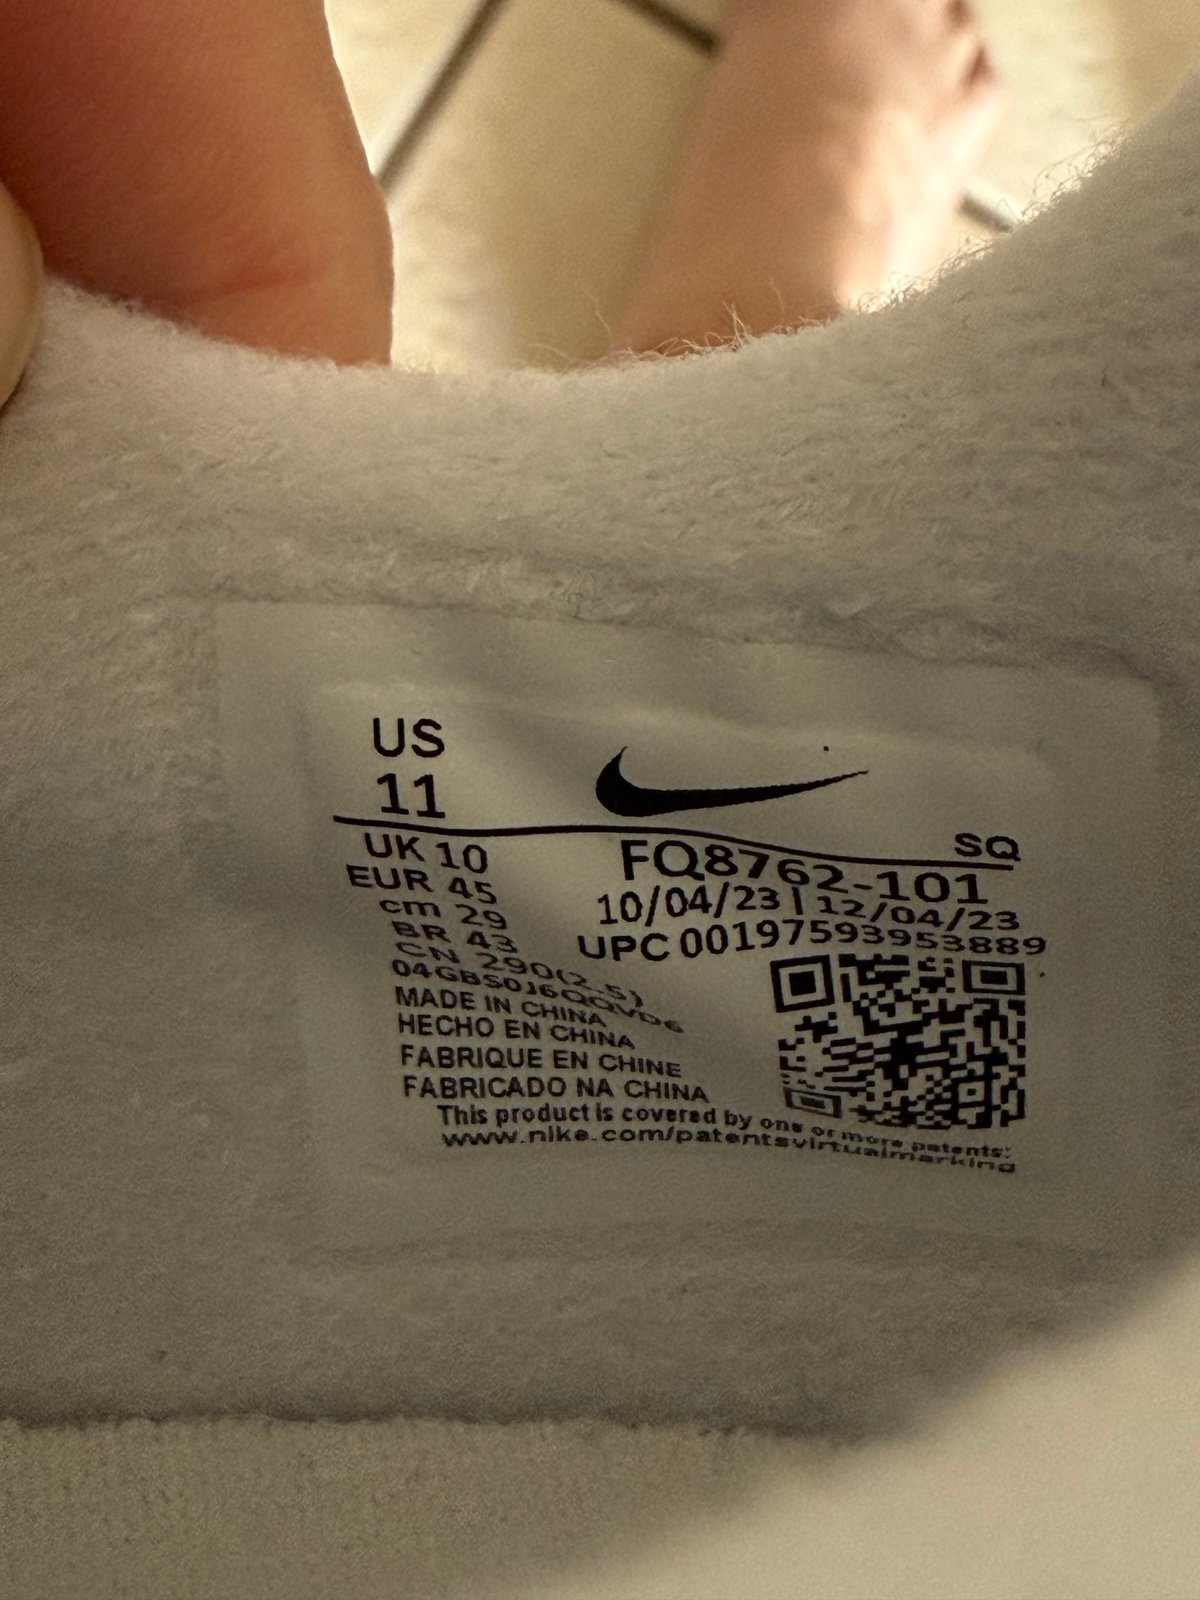 US
11
SQ
UK 10
EUR 45
cm 29
BR 43
CN 290(2.5)
04GBS0J6QQVD6
MADE IN CHINA
HECHO EN CHINA
FABRIQUE EN CHINE
FABRICADO NA CHINA
FQ8762-101
10/04/23 | 12/04/23
UPC 00197593953889
This product is covered by one or more patents:
www.nike.com/patentsvirtualmarking